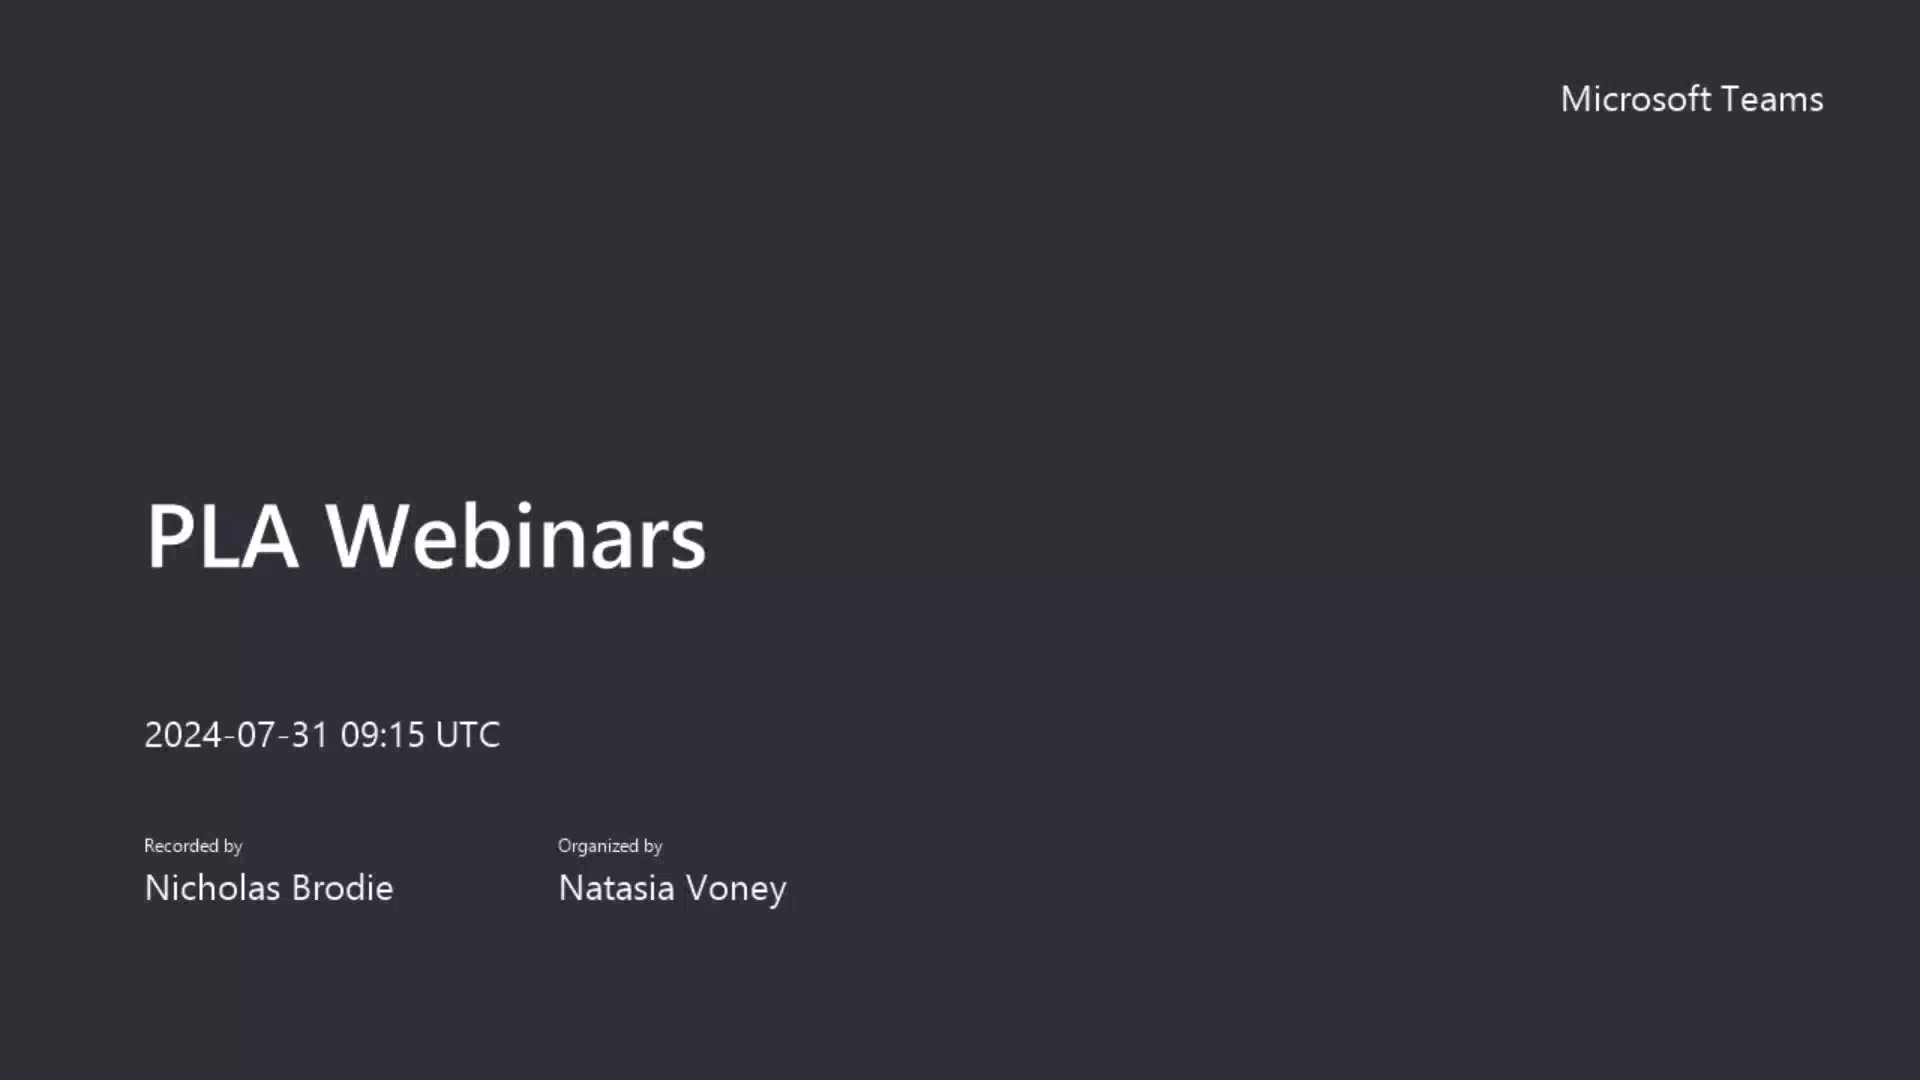 Microsoft Teams
PLA Webinars
2024-07-31 09:15 UTC
Recorded by
Nicholas Brodie
Organized by
Natasia Voney